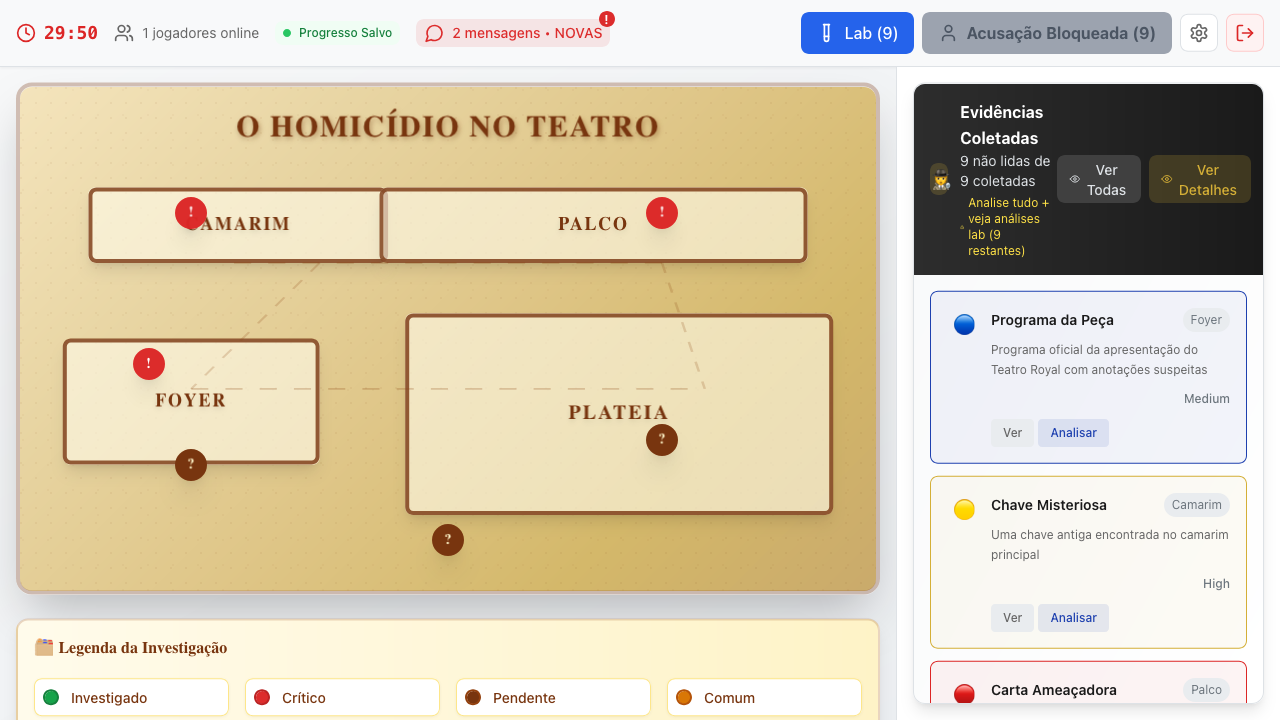 29:50
1 jogadores online
Progresso Salvo
2 mensagens • NOVAS
!
Lab (9)
Acusação Bloqueada (9)
O HOMICÍDIO NO TEATRO
!
CAMARIM
PALCO
!
!
FOYER
?
PLATEIA
?
?
Legenda da Investigação
Investigado
Crítico
Pendente
Comum
Evidências
Coletadas
9 não lidas de
9 coletadas
Analise tudo +
veja análises
lab (9
restantes)
Ver
Todas
Ver
Detalhes
Programa da Peça
Foyer
Programa oficial da apresentação do
Teatro Royal com anotações suspeitas
Medium
Ver
Analisar
Chave Misteriosa
Camarim
Uma chave antiga encontrada no camarim
principal
High
Ver
Analisar
Carta Ameaçadora
Palco